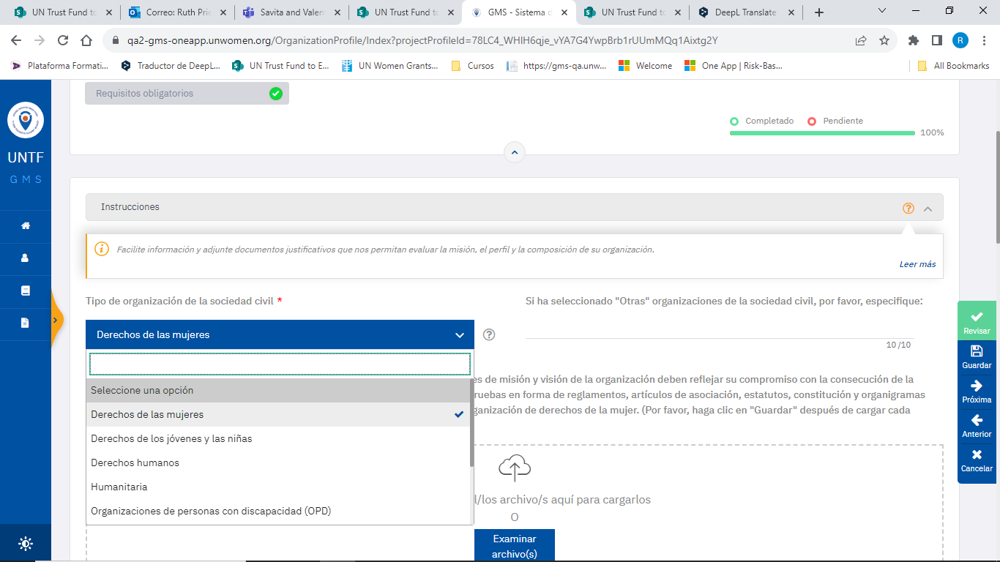 UN Trust Fund to
Correo: Ruth Prie
Savita and Valen
UN Trust Fund to
GMS - Sistema d
UN Trust Fund to
DeepL Translate
qa2-gms-oneapp.unwomen.org/OrganizationProfile/Index?projectProfileId=78LC4_WHIH6qje_vYA7G4YwpBrb1rUUmMQq1Aixtg2Y
R
Plataforma Formati...
Traductor de DeepL...
UN Trust Fund to E...
UN Women Grants...
Cursos
https://gms-qa.unw...
Welcome
One App | Risk-Bas...
All Bookmarks
UNTF
GMS
Requisitos obligatorios
Completado
Pendiente
100%
Instrucciones
Facilite información y adjunte documentos justificativos que nos permitan evaluar la misión, el perfil y la composición de su organización.
Leer más
Tipo de organización de la sociedad civil *
Si ha seleccionado "Otras" organizaciones de la sociedad civil, por favor, especifique:
Derechos de las mujeres
10 /10
Seleccione una opción
Derechos de las mujeres
Derechos de los jóvenes y las niñas
Derechos humanos
Humanitaria
Organizaciones de personas con discapacidad (OPD)
es de misión y visión de la organización deben reflejar su compromiso con la consecución de la
ruebas en forma de reglamentos, artículos de asociación, estatutos, constitución y organigramas
ganización de derechos de la mujer. (Por favor, haga clic en "Guardar" después de cargar cada
l/los archivo/s aquí para cargarlos
O
Examinar
archivo(s)
Revisar
Guardar
Próxima
Anterior
Cancelar